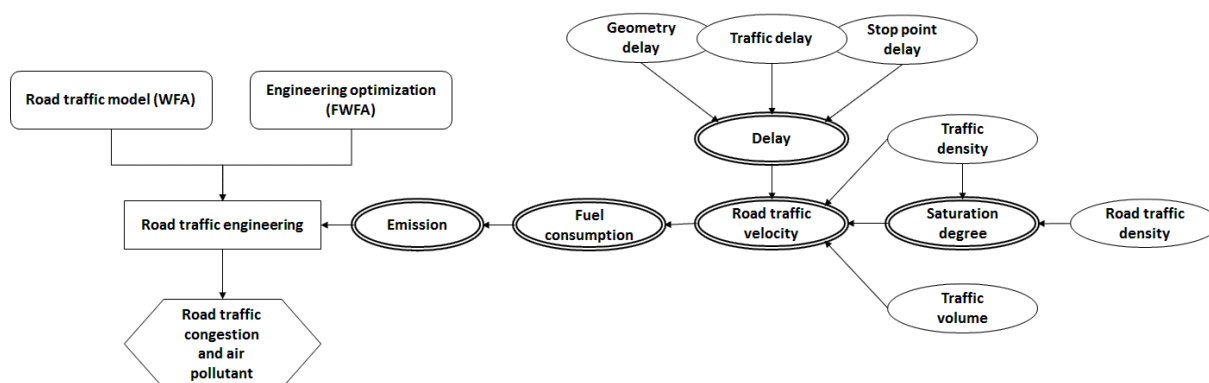 Geometry
delay
Traffic delay
Stop point
delay
Road traffic model (WFA)
Engineering optimization
(FWFA)
Delay
Traffic
density
Road traffic engineering
Emission
Fuel
consumption
Road traffic
velocity
Saturation
degree
Road traffic
density
Traffic
volume
Road traffic
congestion
and air
pollutant